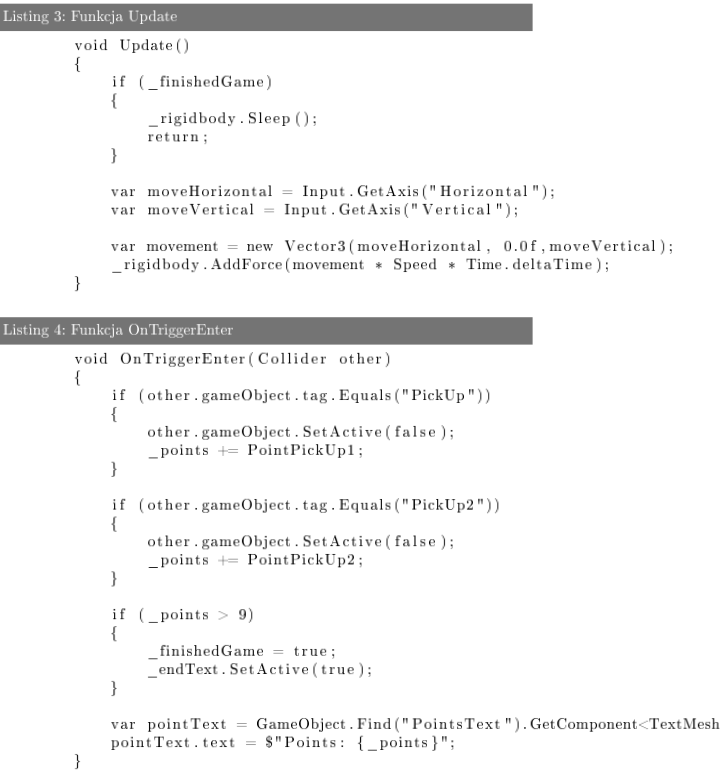 Listing 3: Funkcja Update
void Update()
{
if (_finishedGame)
{
_rigidbody.Sleep();
return;
}
var moveHorizontal = Input.GetAxis("Horizontal");
var moveVertical = Input.GetAxis("Vertical");
var movement = new Vector3(moveHorizontal, 0.0f,moveVertical);
_rigidbody.AddForce(movement * Speed * Time.deltaTime);
}
Listing 4: Funkcja OnTriggerEnter
void OnTriggerEnter(Collider other)
{
if (other.gameObject.tag.Equals("PickUp"))
{
other.gameObject.SetActive(false);
_points += PointPickUp1;
}
if (other.gameObject.tag.Equals("PickUp2"))
{
other.gameObject.SetActive(false);
_points += PointPickUp2;
}
if (_points > 9)
{
_finishedGame = true;
_endText.SetActive(true);
}
var pointText = GameObject.Find("PointsText").GetComponent<TextMesh
pointText.text = $"Points: {_points}";
}